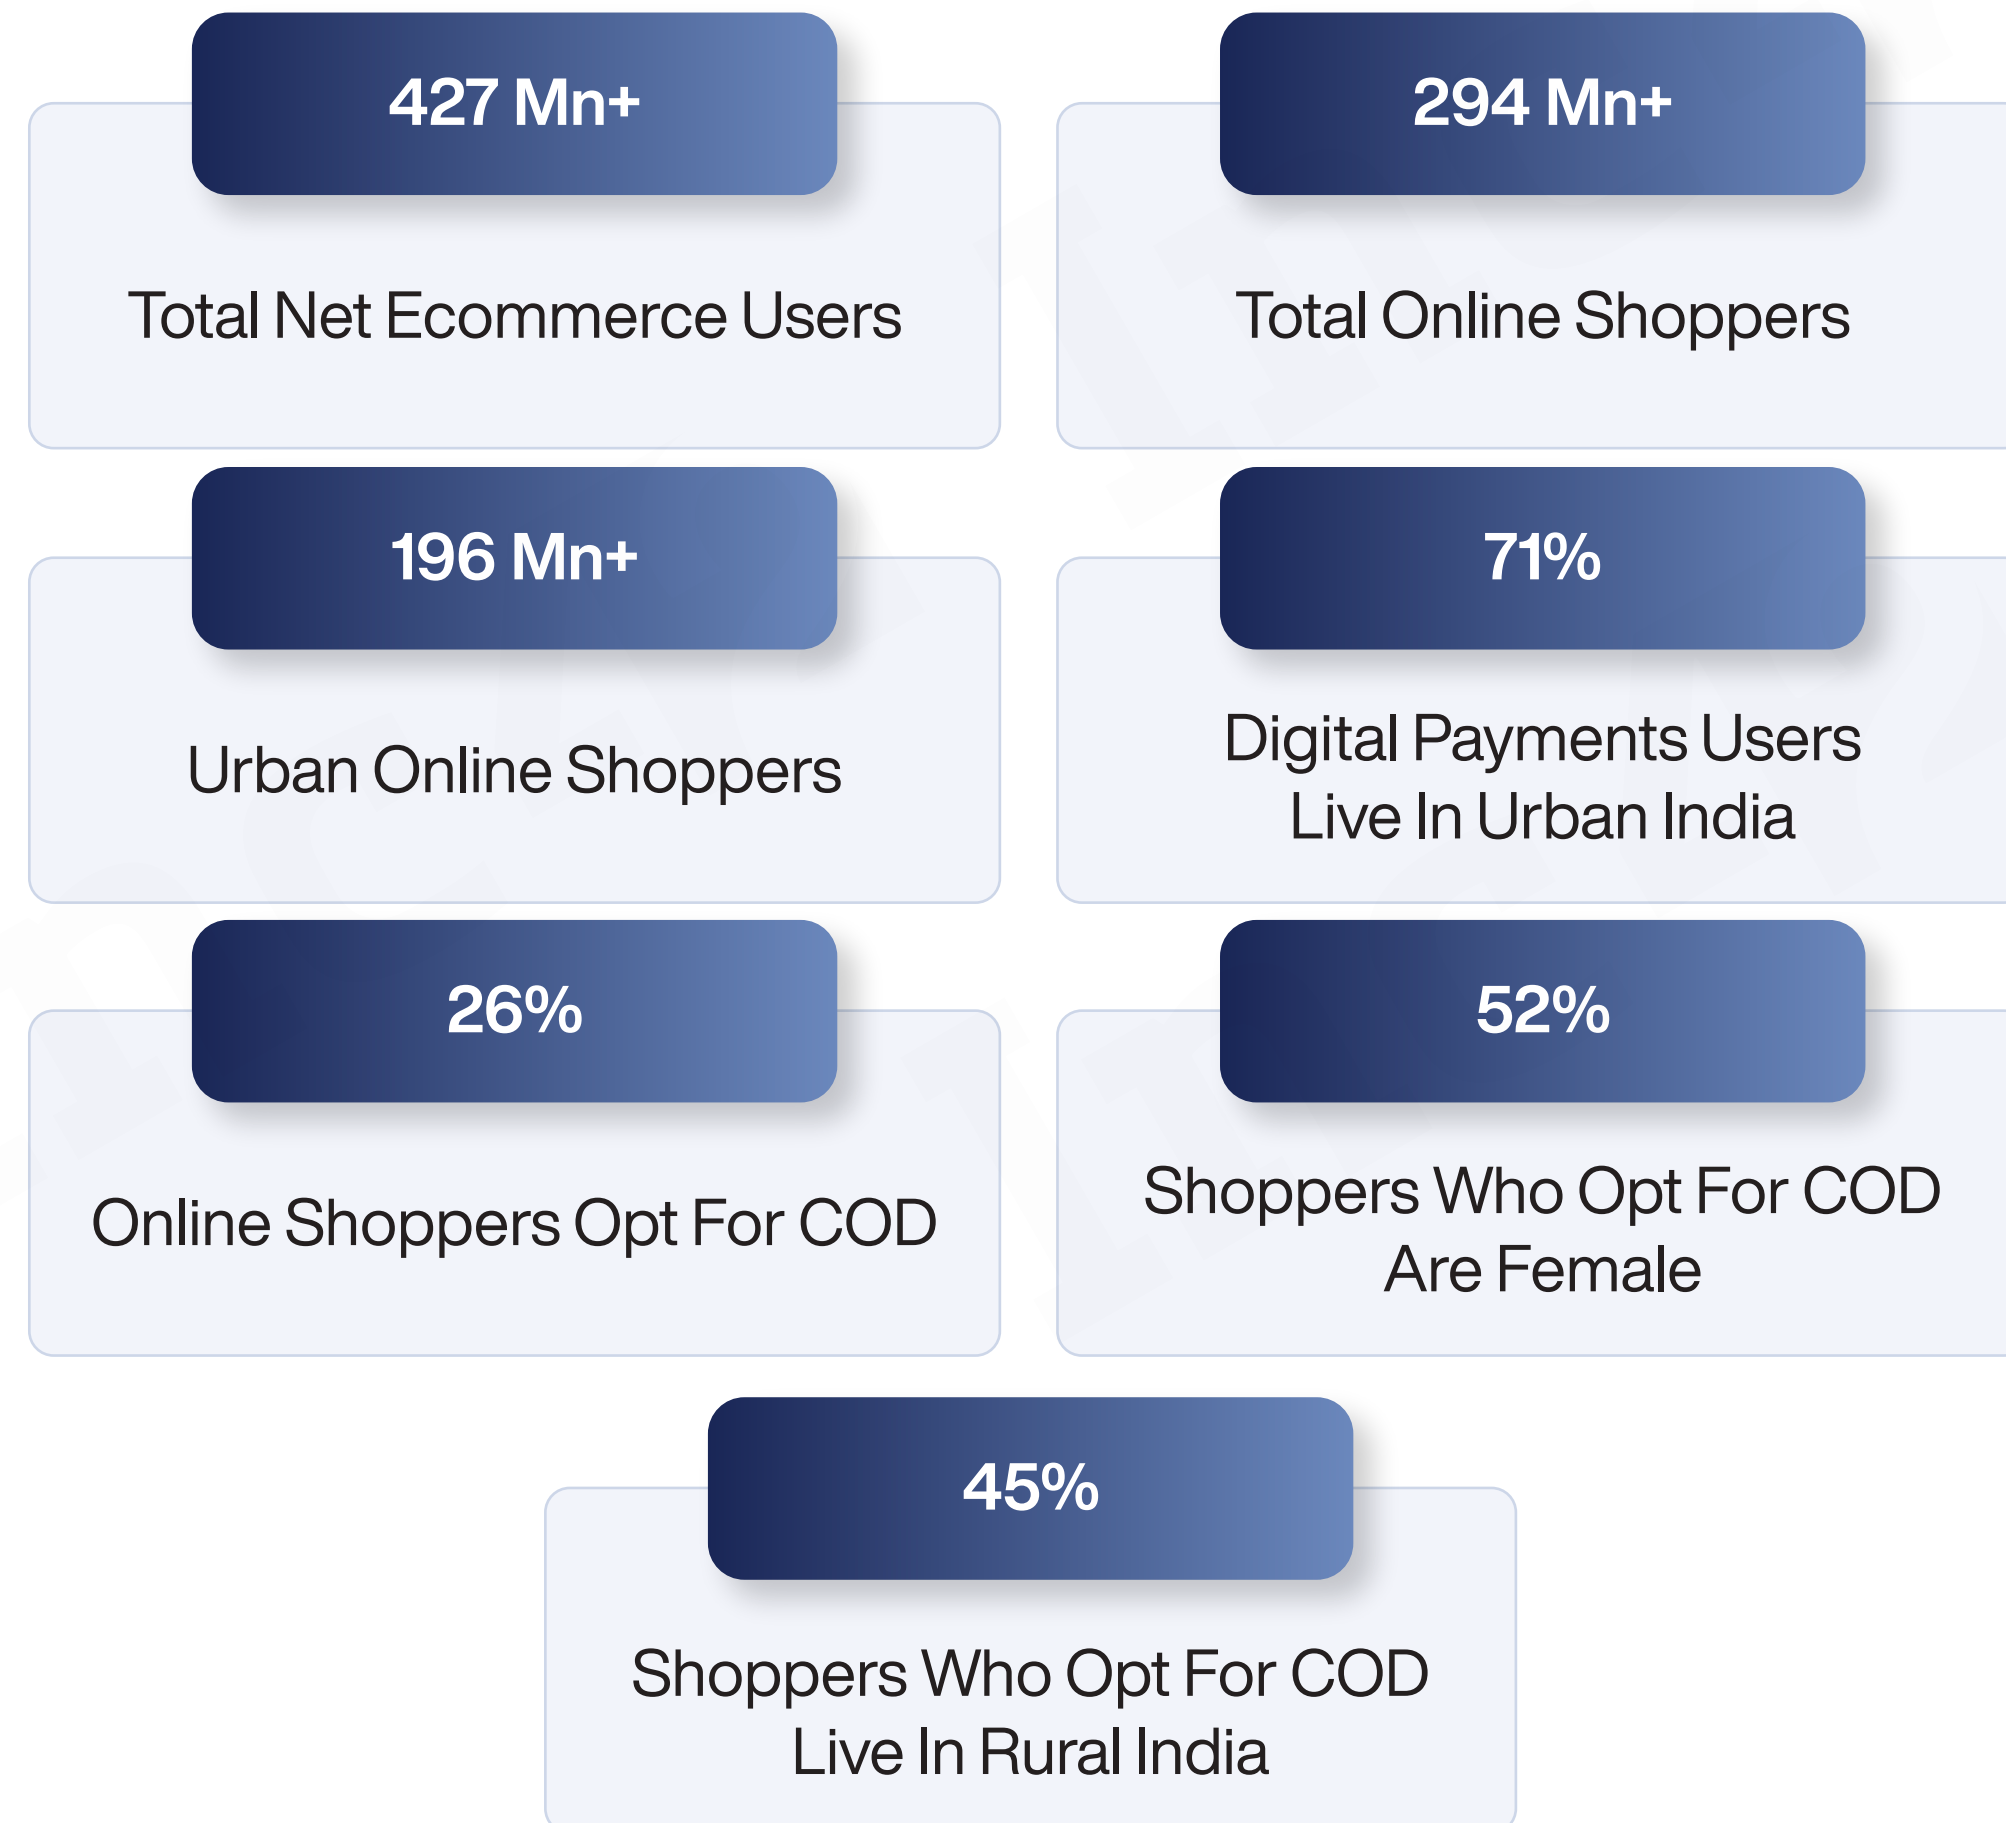 427 Mn+
Total Net Ecommerce Users
294 Mn+
Total Online Shoppers
196 Mn+
Urban Online Shoppers
71%
Digital Payments Users
Live In Urban India
26%
Online Shoppers Opt For COD
52%
Shoppers Who Opt For COD
Are Female
45%
Shoppers Who Opt For COD
Live In Rural India